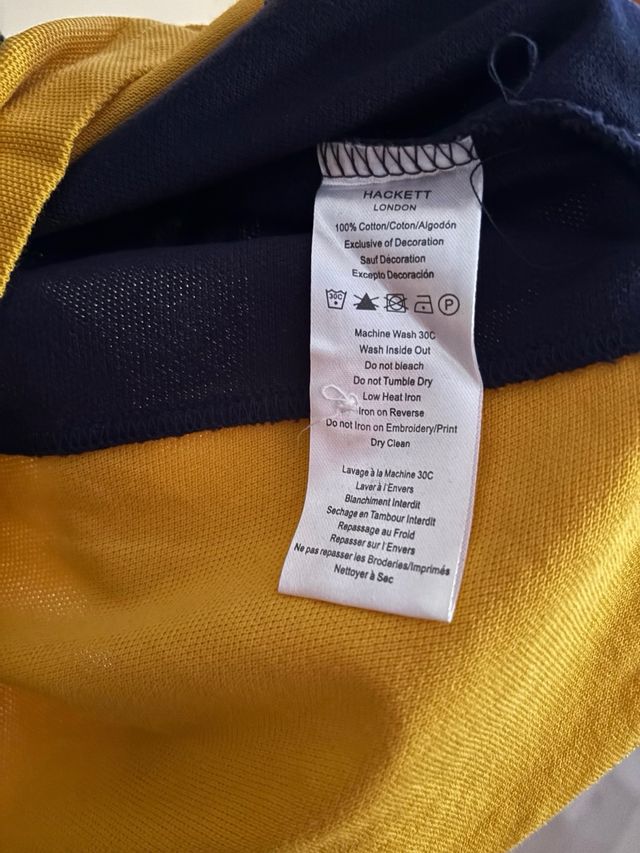 HACKETT
LONDON
100% Cotton/Coton/Algodón
Exclusive of Decoration
Sauf Décoration
Excepto Decoración
30C P
Machine Wash 30C
Wash Inside Out
Do not bleach
Do not Tumble Dry
Low Heat Iron
Iron on Reverse
Do not Iron on Embroidery/Print
Dry Clean
Lavage à la Machine 30C
Laver à l'Envers
Blanchiment Interdit
Sechage en Tambour Interdit
Repassage au Froid
Repasser sur l'Envers
Ne pas repasser les Broderies/Imprimés
Nettoyer à Sec